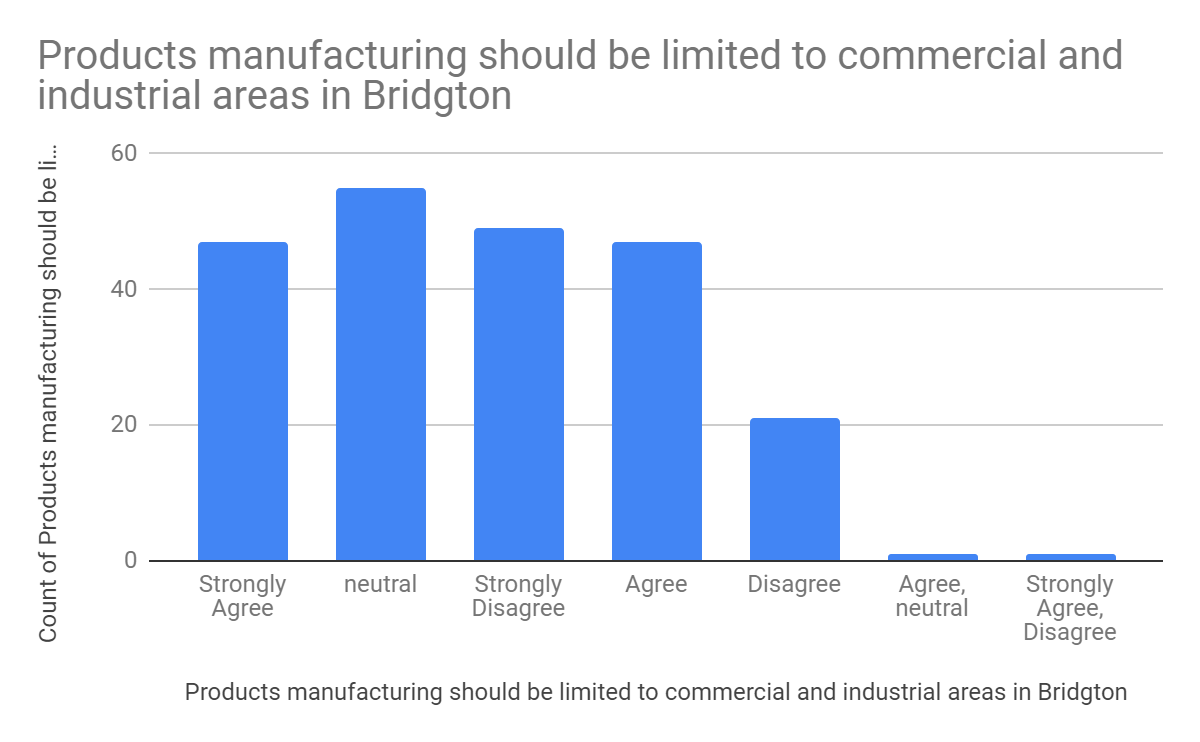 Products manufacturing should be limited to commercial and
industrial areas in Bridgton
Count of Products manufacturing should be li...
60
40
20
0
Strongly
Agree
neutral
Strongly
Disagree
Agree
Disagree
Agree,
neutral
Strongly
Agree,
Disagree
Products manufacturing should be limited to commercial and industrial areas in Bridgton